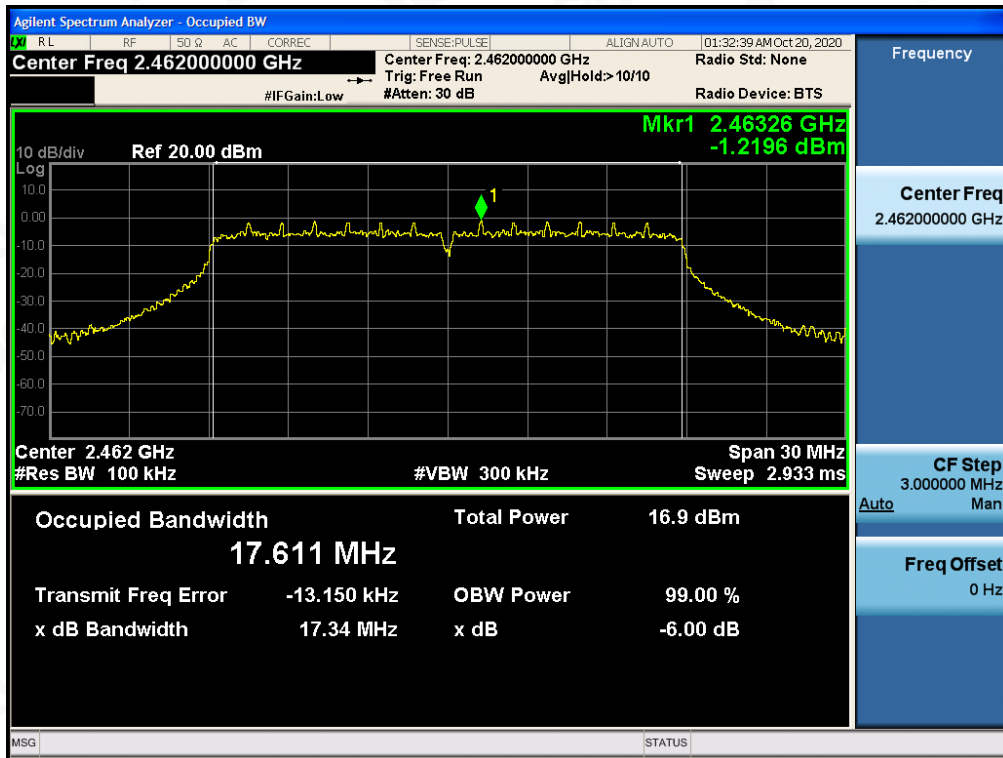 Agilent Spectrum Analyzer - Occupied BW
LXI RL RF 50 Ω AC CORREC SENSE:PULSE ALIGN AUTO 01:32:39 AM Oct 20, 2020
Center Freq 2.462000000 GHz
Center Freq: 2.462000000 GHz
Radio Std: None
Trig: Free Run Avg|Hold:>10/10
#IFGain:Low
#Atten: 30 dB
Radio Device: BTS
Mkr1 2.46326 GHz
-1.2196 dBm
10 dB/div
Log
Ref 20.00 dBm
10.0
0.00
-10.0
-20.0
-30.0
-40.0
-50.0
-60.0
-70.0
1
Center 2.462 GHz
Span 30 MHz
#Res BW 100 kHz
#VBW 300 kHz
Sweep 2.933 ms
Occupied Bandwidth
17.611 MHz
Total Power 16.9 dBm
Transmit Freq Error -13.150 kHz
OBW Power 99.00 %
x dB Bandwidth 17.34 MHz
x dB -6.00 dB
MSG
STATUS
Frequency
Center Freq
2.462000000 GHz
CF Step
3.000000 MHz
Auto Man
Freq Offset
0 Hz